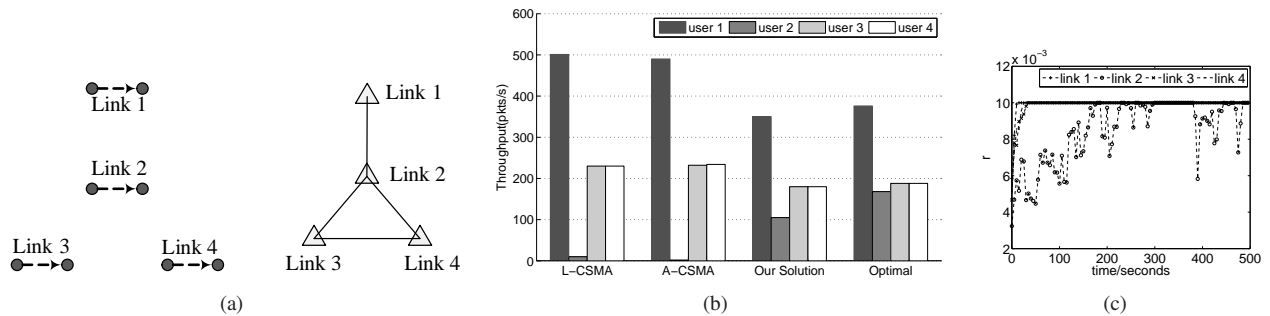 Link 1
Link 2
Link 3
Link 4
Link 1
Link 2
Link 3
Link 4
(a)
600
500
400
300
200
100
0
Throughput(pkts/s)
user 1
user 2
user 3
user 4
L-CSMA
A-CSMA
Our Solution
Optimal
(b)
x 10⁻³
12
10
8
6
4
2
r
link 1
link 2
link 3
link 4
0
100
200
300
400
500
time/seconds
(c)